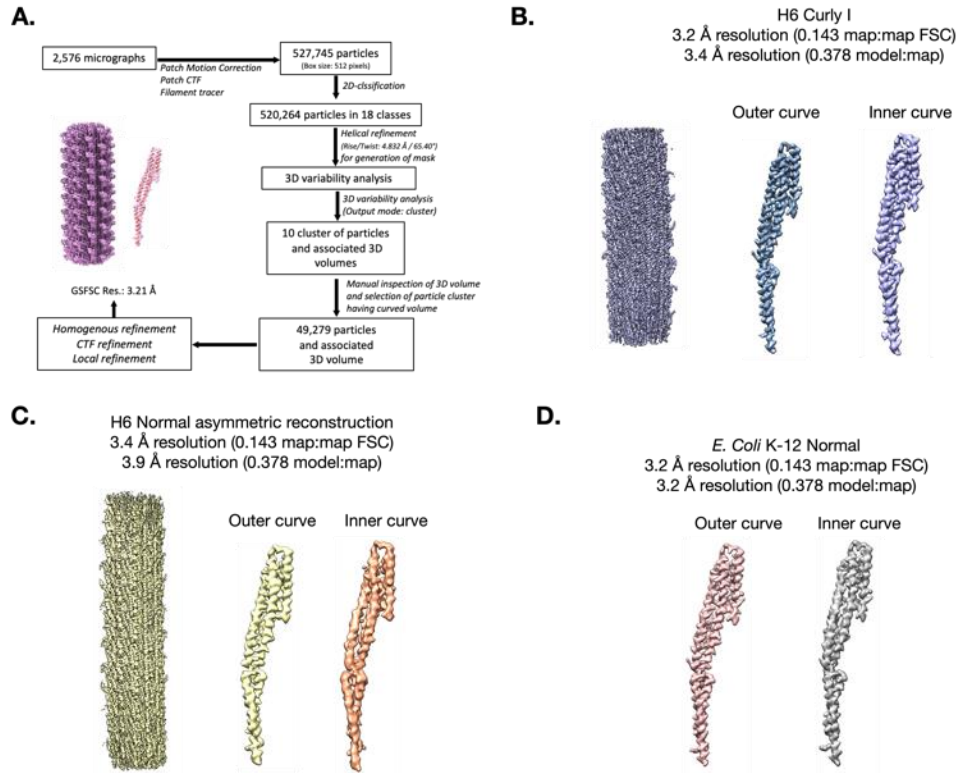 A.
2,576 micrographs
Patch Motion Correction
Patch CTF
Filament tracer
527,745 particles
(Box size: 512 pixels)
2D-clssification
520,264 particles in 18 classes
Helical refinement
(Rise/Twist: 4.832 Å / 65.40°)
for generation of mask
3D variability analysis
3D variability analysis
(Output mode: cluster)
10 cluster of particles
and associated 3D
volumes
Manual inspection of 3D volume
and selection of particle cluster
having curved volume
49,279 particles
and associated
3D volume
Homogenous refinement
CTF refinement
Local refinement
GSFSC Res.: 3.21 Å
B.
H6 Curly I
3.2 Å resolution (0.143 map:map FSC)
3.4 Å resolution (0.378 model:map)
Outer curve
Inner curve
C.
H6 Normal asymmetric reconstruction
3.4 Å resolution (0.143 map:map FSC)
3.9 Å resolution (0.378 model:map)
Outer curve
Inner curve
D.
E. Coli K-12 Normal
3.2 Å resolution (0.143 map:map FSC)
3.2 Å resolution (0.378 model:map)
Outer curve
Inner curve